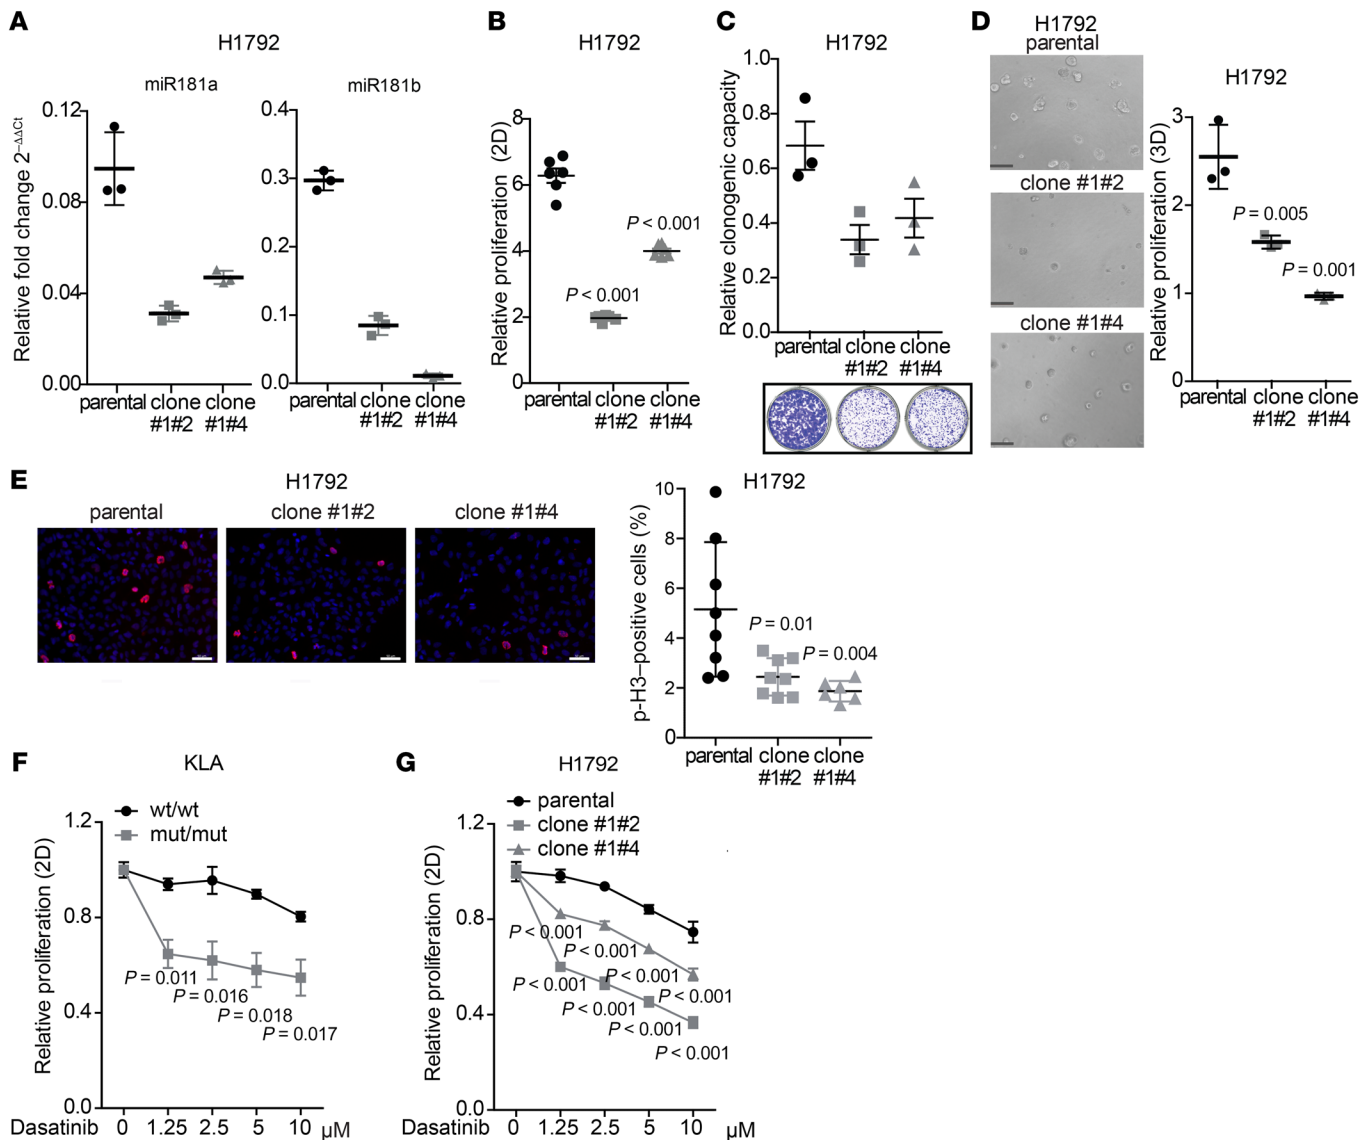 A
H1792
miR181a
miR181b
Relative fold change 2–ΔΔCt
0.12
0.08
0.04
0.00
parental clone clone
#1#2 #1#4
0.4
0.3
0.2
0.1
0.0
parental clone clone
#1#2 #1#4
B
H1792
Relative proliferation (2D)
8
6
4
2
0
P < 0.001
P < 0.001
parental clone clone
#1#2 #1#4
C
H1792
Relative clonogenic capacity
1.0
0.8
0.6
0.4
0.2
0.0
parental clone clone
#1#2 #1#4
D
H1792
parental
clone #1#2
clone #1#4
H1792
Relative proliferation (3D)
3
2
1
0
P = 0.005
P = 0.001
parental clone clone
#1#2 #1#4
E
H1792
parental
clone #1#2
clone #1#4
H1792
p-H3–positive cells (%)
10
8
6
4
2
0
P = 0.01
P = 0.004
parental clone clone
#1#2 #1#4
F
KLA
wt/wt
mut/mut
Relative proliferation (2D)
1.2
0.8
0.4
0.0
P = 0.011
P = 0.016
P = 0.018
P = 0.017
Dasatinib 0 1.25 2.5 5 10 µM
G
H1792
parental
clone #1#2
clone #1#4
Relative proliferation (2D)
1.2
0.8
0.4
0.0
P < 0.001
P < 0.001
P < 0.001
P < 0.001
P < 0.001
P < 0.001
P < 0.001
P < 0.001
Dasatinib 0 1.25 2.5 5 10 µM